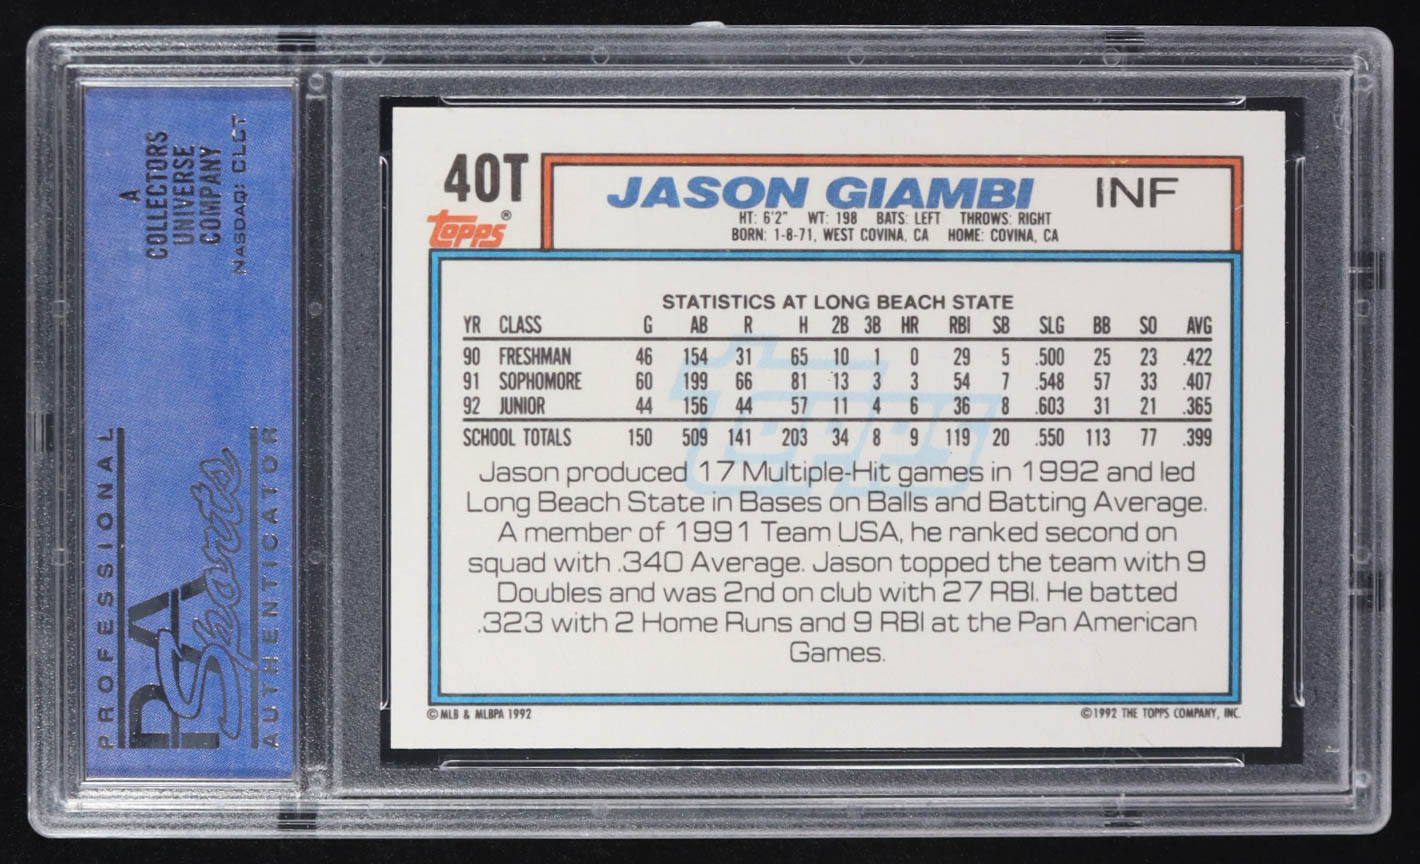 A
COLLECTORS
UNIVERSE
COMPANY
NASDAQ: CLCT
PROFESSIONAL
PSA
Sports
AUTHENTICATOR
40T
Topps®
JASON GIAMBI INF
HT: 6'2" WT: 198 BATS: LEFT THROWS: RIGHT
BORN: 1-8-71, WEST COVINA, CA HOME: COVINA, CA
STATISTICS AT LONG BEACH STATE
YR CLASS G AB R H 2B 3B HR RBI SB SLG BB SO AVG
90 FRESHMAN 46 154 31 65 10 1 0 29 5 .500 25 23 .422
91 SOPHOMORE 60 199 66 81 13 3 3 54 7 .548 57 33 .407
92 JUNIOR 44 156 44 57 11 4 6 36 8 .603 31 21 .365
SCHOOL TOTALS 150 509 141 203 34 8 9 119 20 .550 113 77 .399
Topps
Jason produced 17 Multiple-Hit games in 1992 and led
Long Beach State in Bases on Balls and Batting Average.
A member of 1991 Team USA, he ranked second on
squad with .340 Average. Jason topped the team with 9
Doubles and was 2nd on club with 27 RBI. He batted
.323 with 2 Home Runs and 9 RBI at the Pan American
Games.
©MLB & MLBPA 1992
©1992 THE TOPPS COMPANY, INC.